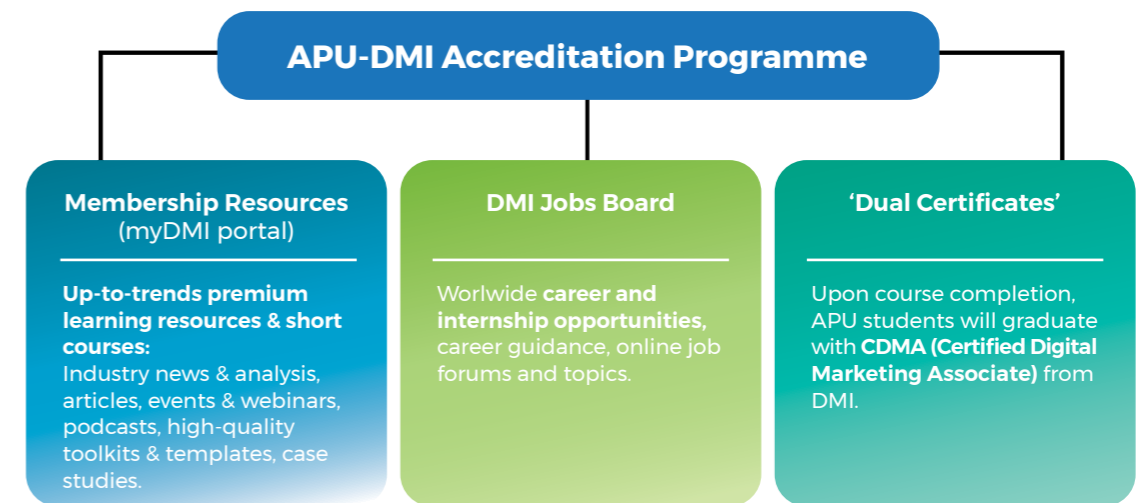 APU-DMI Accreditation Programme
Membership Resources
(myDMI portal)
Up-to-trends premium
learning resources & short
courses:
Industry news & analysis,
articles, events & webinars,
podcasts, high-quality
toolkits & templates, case
studies.
DMI Jobs Board
Worlwide career and
internship opportunities,
career guidance, online job
forums and topics.
‘Dual Certificates’
Upon course completion,
APU students will graduate
with CDMA (Certified Digital
Marketing Associate) from
DMI.